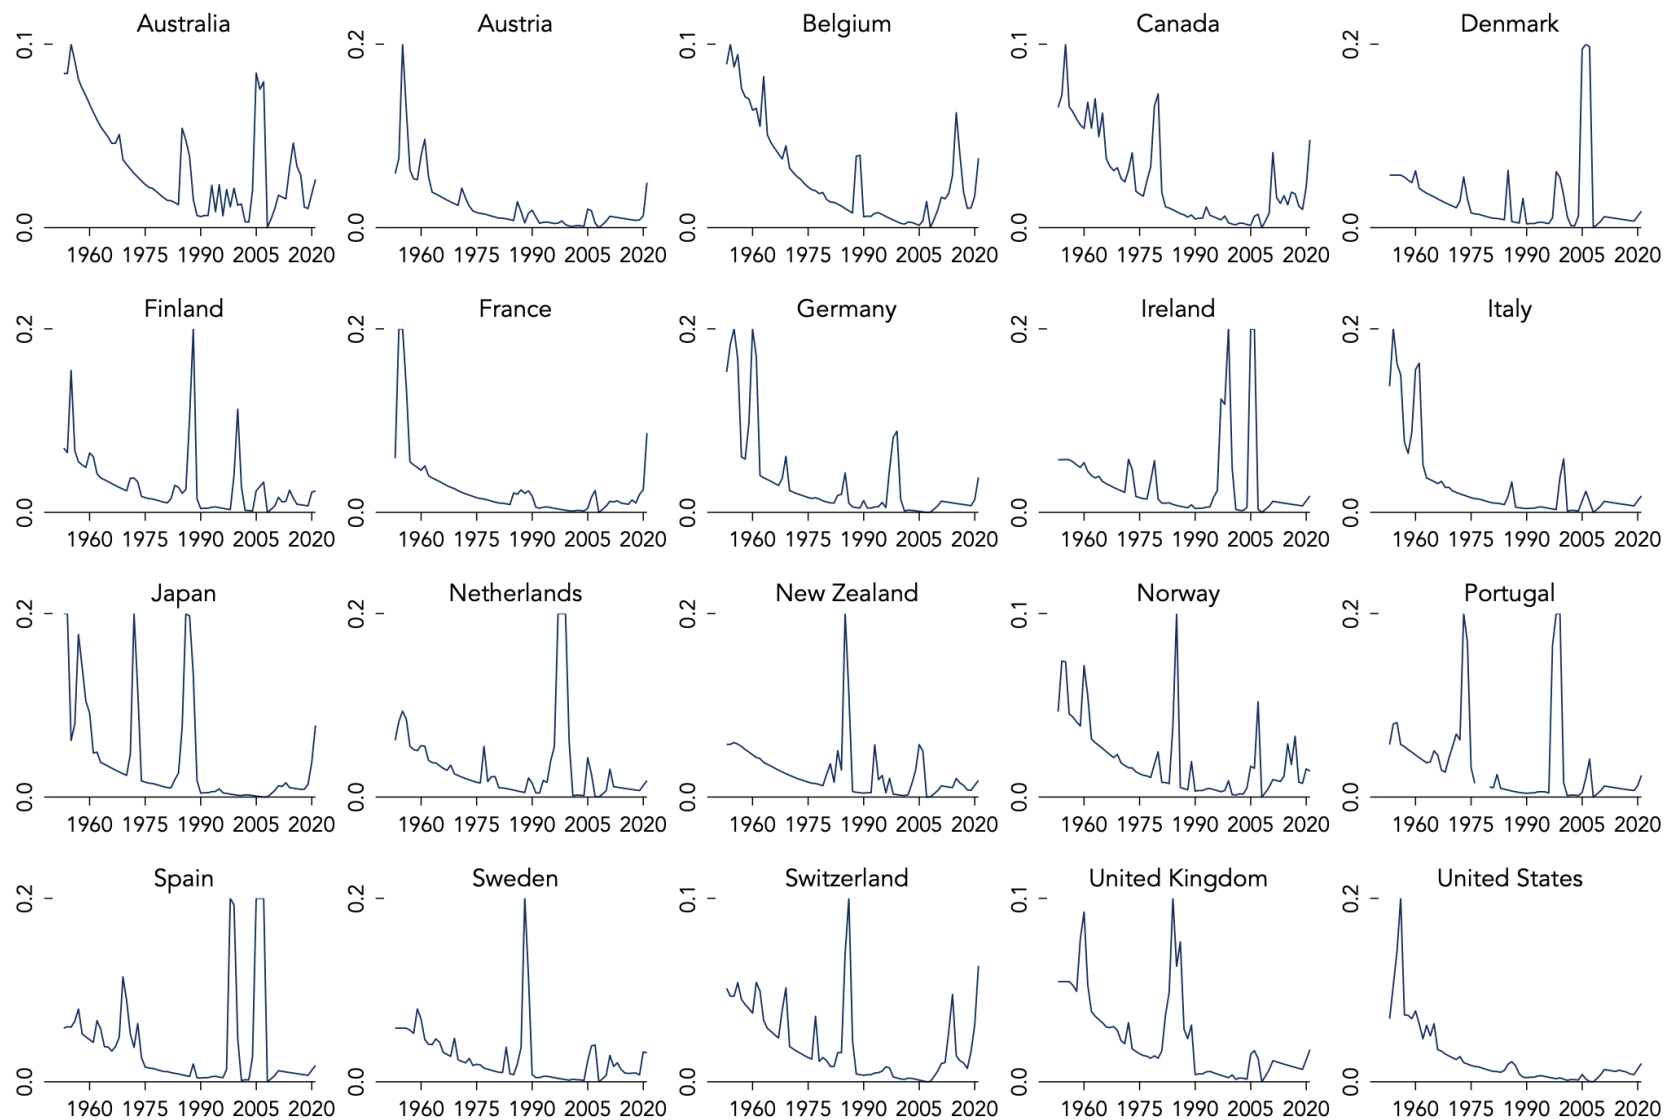 Australia Austria Belgium Canada Denmark
0.1 0.2 0.1 0.1 0.2
0.0 0.0 0.0 0.0 0.0
1960 1975 1990 2005 2020 1960 1975 1990 2005 2020 1960 1975 1990 2005 2020 1960 1975 1990 2005 2020 1960 1975 1990 2005 2020
Finland France Germany Ireland Italy
0.2 0.2 0.2 0.2 0.2
0.0 0.0 0.0 0.0 0.0
1960 1975 1990 2005 2020 1960 1975 1990 2005 2020 1960 1975 1990 2005 2020 1960 1975 1990 2005 2020 1960 1975 1990 2005 2020
Japan Netherlands New Zealand Norway Portugal
0.2 0.2 0.2 0.1 0.2
0.0 0.0 0.0 0.0 0.0
1960 1975 1990 2005 2020 1960 1975 1990 2005 2020 1960 1975 1990 2005 2020 1960 1975 1990 2005 2020 1960 1975 1990 2005 2020
Spain Sweden Switzerland United Kingdom United States
0.2 0.2 0.1 0.1 0.2
0.0 0.0 0.0 0.0 0.0
1960 1975 1990 2005 2020 1960 1975 1990 2005 2020 1960 1975 1990 2005 2020 1960 1975 1990 2005 2020 1960 1975 1990 2005 2020